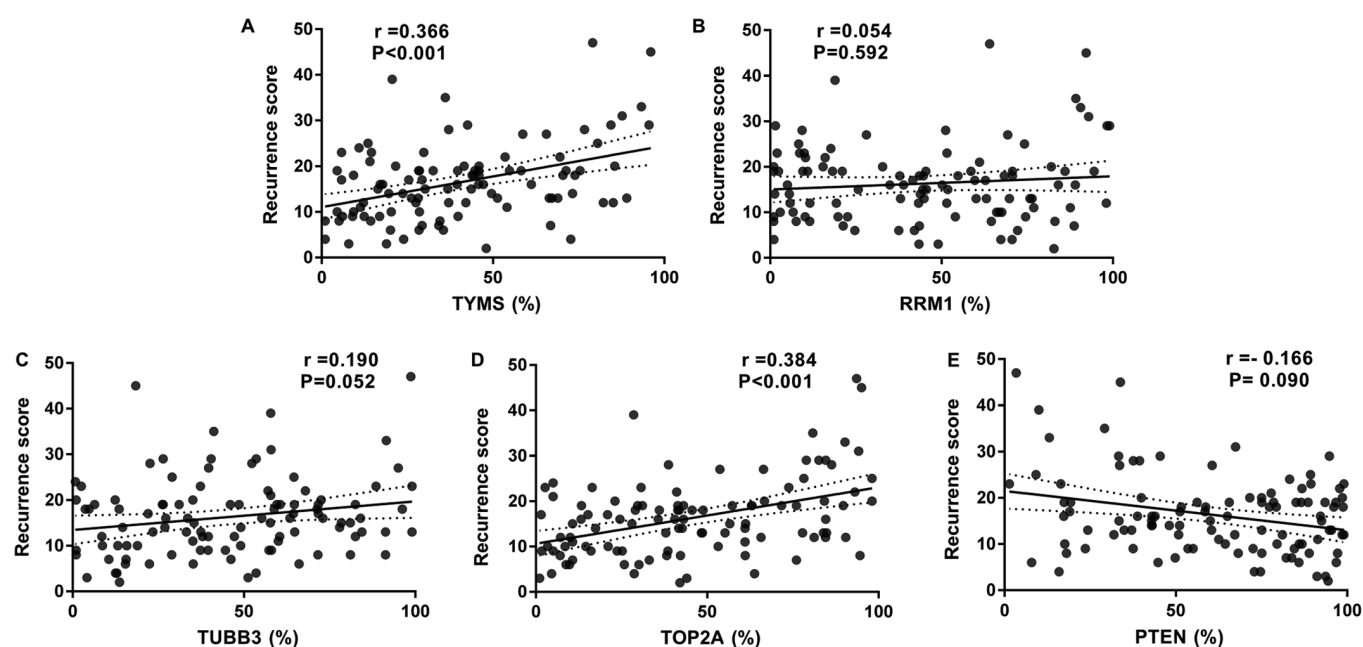 A
r =0.366
P<0.001
Recurrence score
50
40
30
20
10
0
0
50
100
TYMS (%)
B
r =0.054
P=0.592
Recurrence score
50
40
30
20
10
0
0
50
100
RRM1 (%)
C
r =0.190
P=0.052
Recurrence score
50
40
30
20
10
0
0
50
100
TUBB3 (%)
D
r =0.384
P<0.001
Recurrence score
50
40
30
20
10
0
0
50
100
TOP2A (%)
E
r =- 0.166
P= 0.090
Recurrence score
50
40
30
20
10
0
0
50
100
PTEN (%)